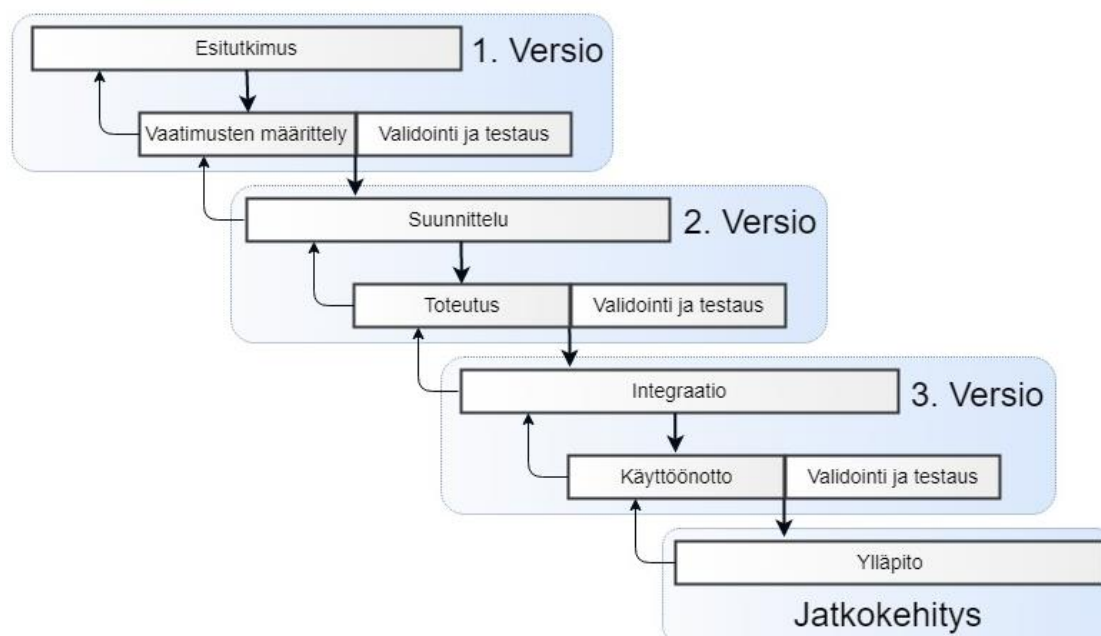 Esitutkimus
1. Versio
Vaatimusten määrittely
Validointi ja testaus
Suunnittelu
2. Versio
Toteutus
Validointi ja testaus
Integraatio
3. Versio
Käyttöönotto
Validointi ja testaus
Ylläpito
Jatkokehitys